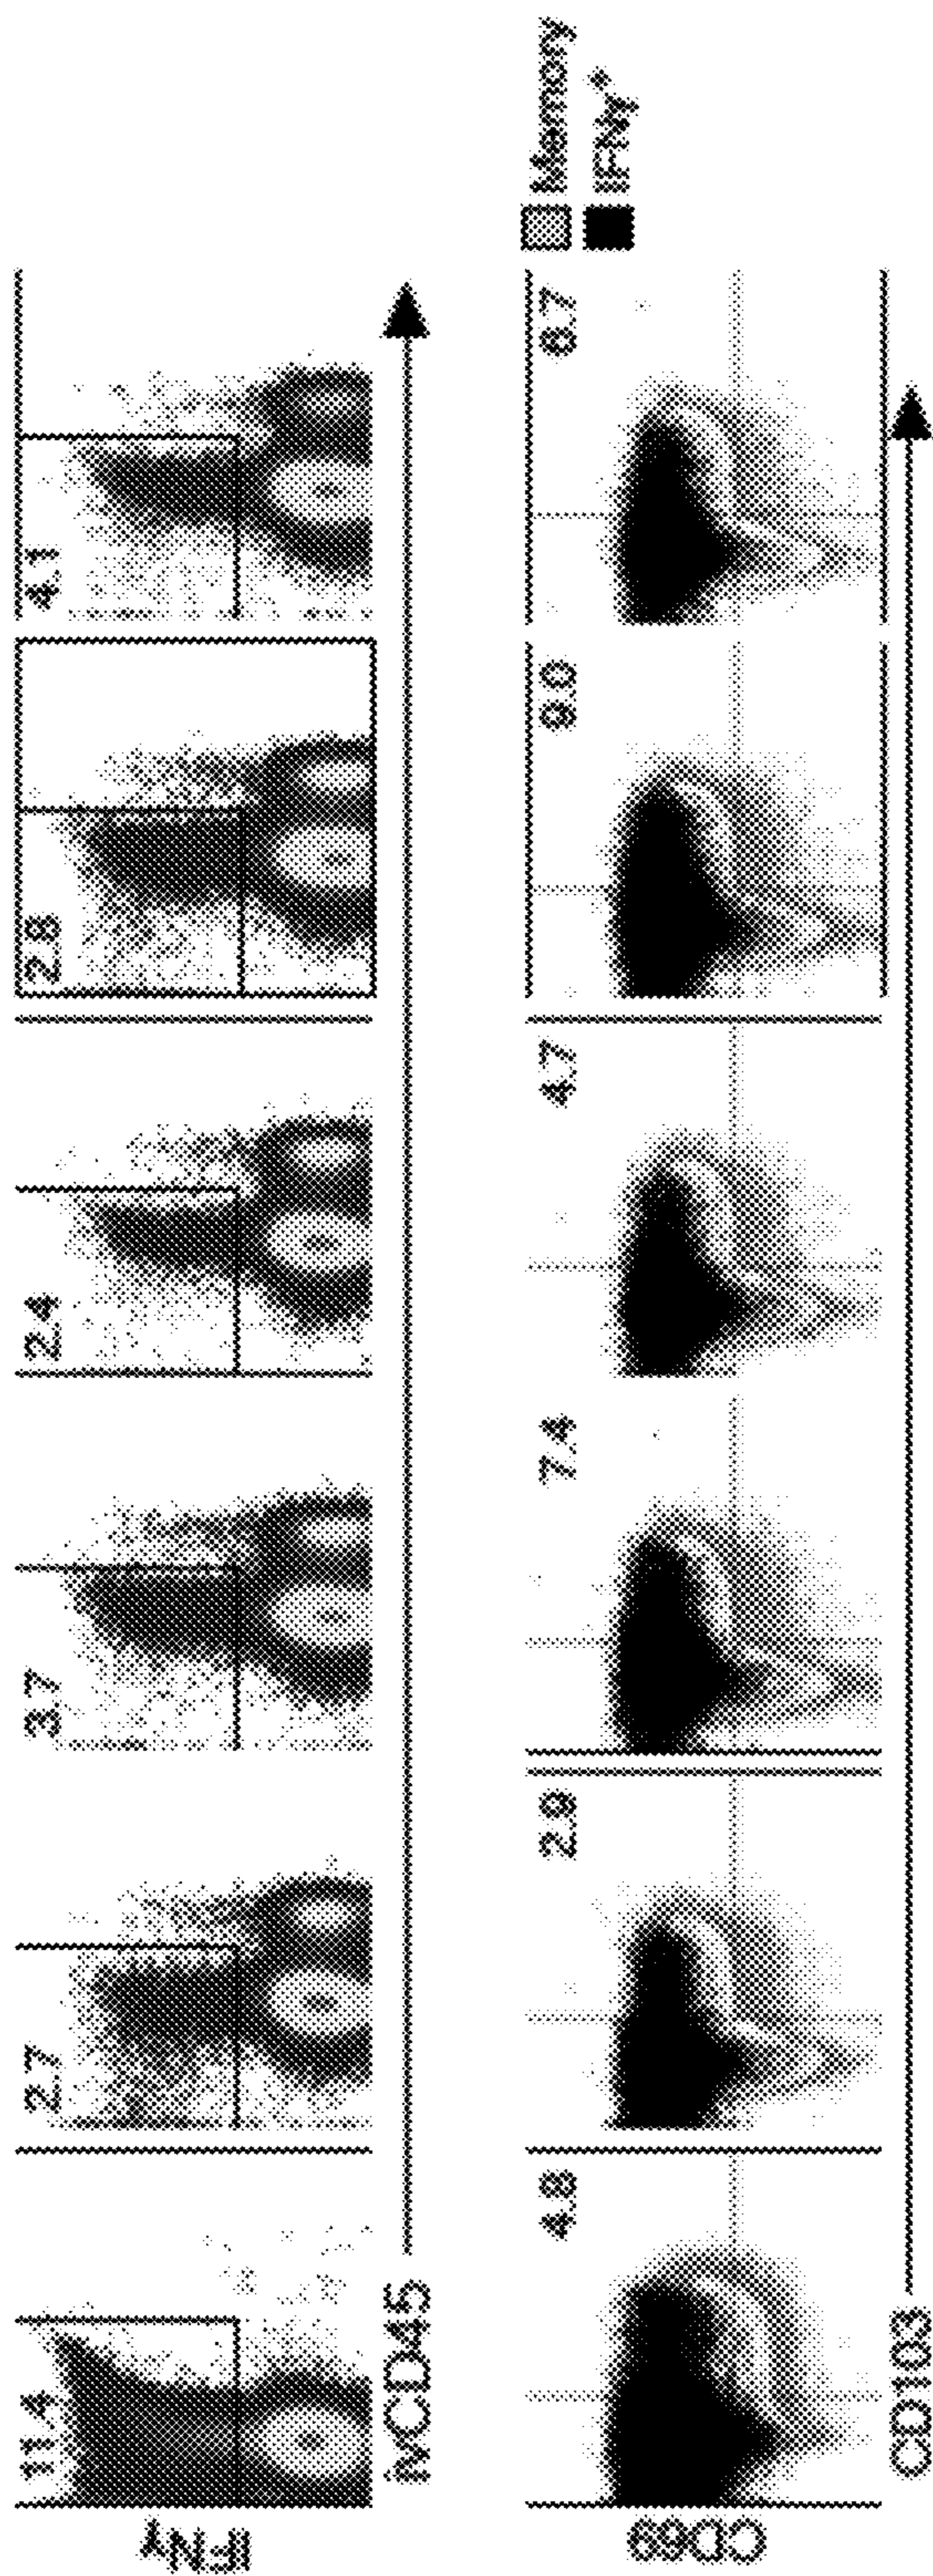 IFNγ
11.4 2.7 3.7 2.4 2.8 4.1
ivCD45
CD69
4.8 2.9 7.4 4.7 9.0 8.7
CD103
Memory
IFNγ+